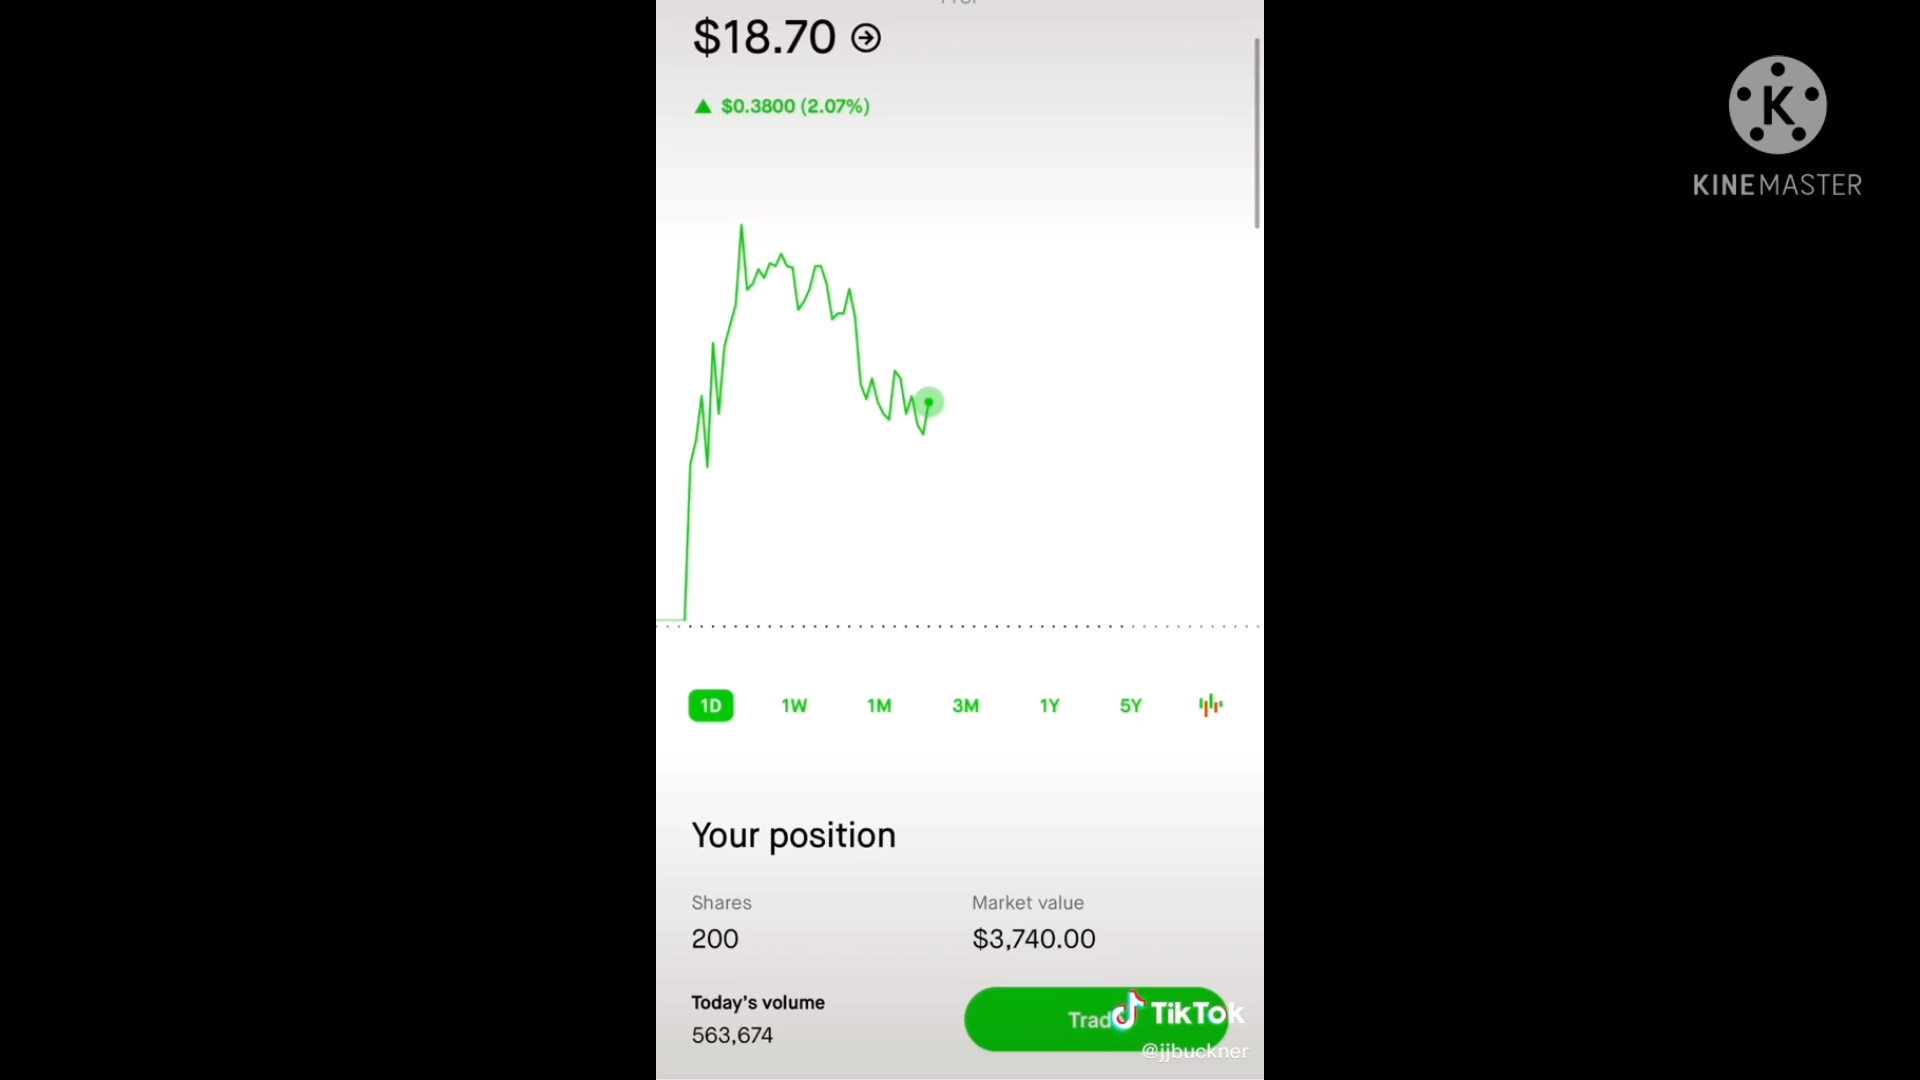 $18.70
$0.3800 (2.07%)
1D 1W 1M 3M 1Y 5Y
Your position
Shares Market value
200 $3,740.00
Today's volume
563,674
Trad
TikTok
@jjbuckner
K
KINEMASTER